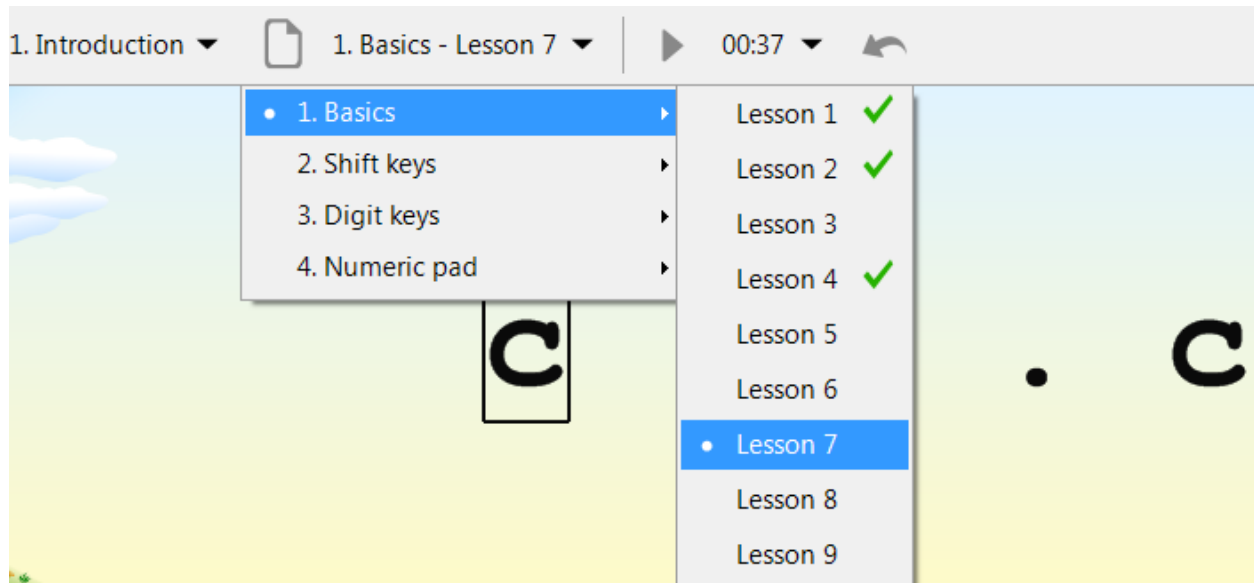 1. Introduction 1. Basics - Lesson 7 00:37
1. Basics
2. Shift keys
3. Digit keys
4. Numeric pad
Lesson 1
Lesson 2
Lesson 3
Lesson 4
Lesson 5
Lesson 6
Lesson 7
Lesson 8
Lesson 9
c . c